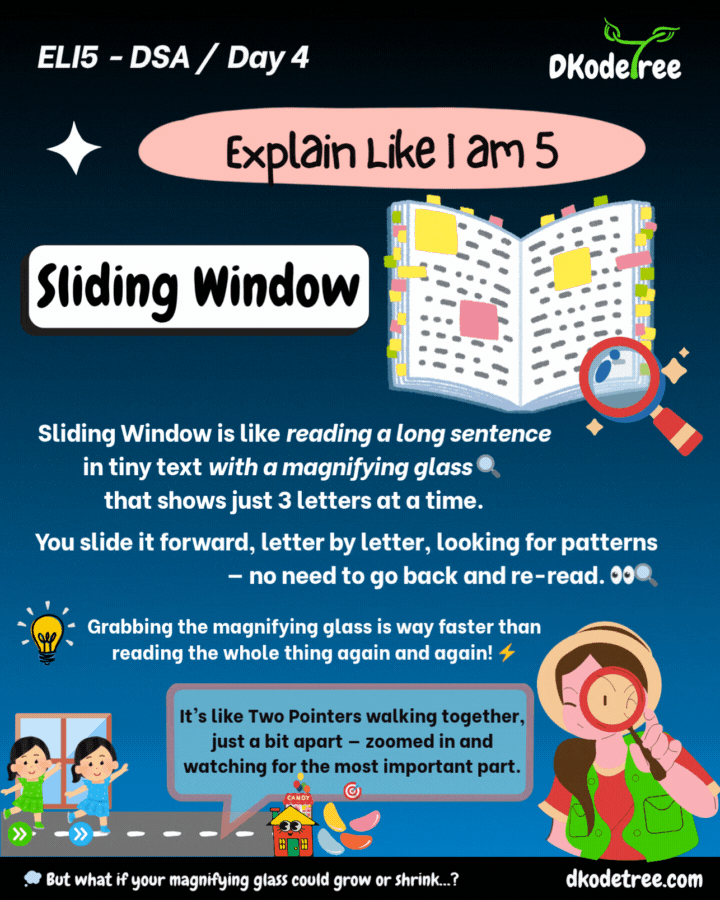 ELI5 - DSA / Day 4
DKodeTree
Explain Like I am 5
Sliding Window
Sliding Window is like reading a long sentence
in tiny text with a magnifying glass 🔍
that shows just 3 letters at a time.
You slide it forward, letter by letter, looking for patterns
– no need to go back and re-read. 👀🔍
Grabbing the magnifying glass is way faster than
reading the whole thing again and again! ⚡
It's like Two Pointers walking together,
just a bit apart – zoomed in and
watching for the most important part.
CANDY
💭 But what if your magnifying glass could grow or shrink...?
dkodetree.com